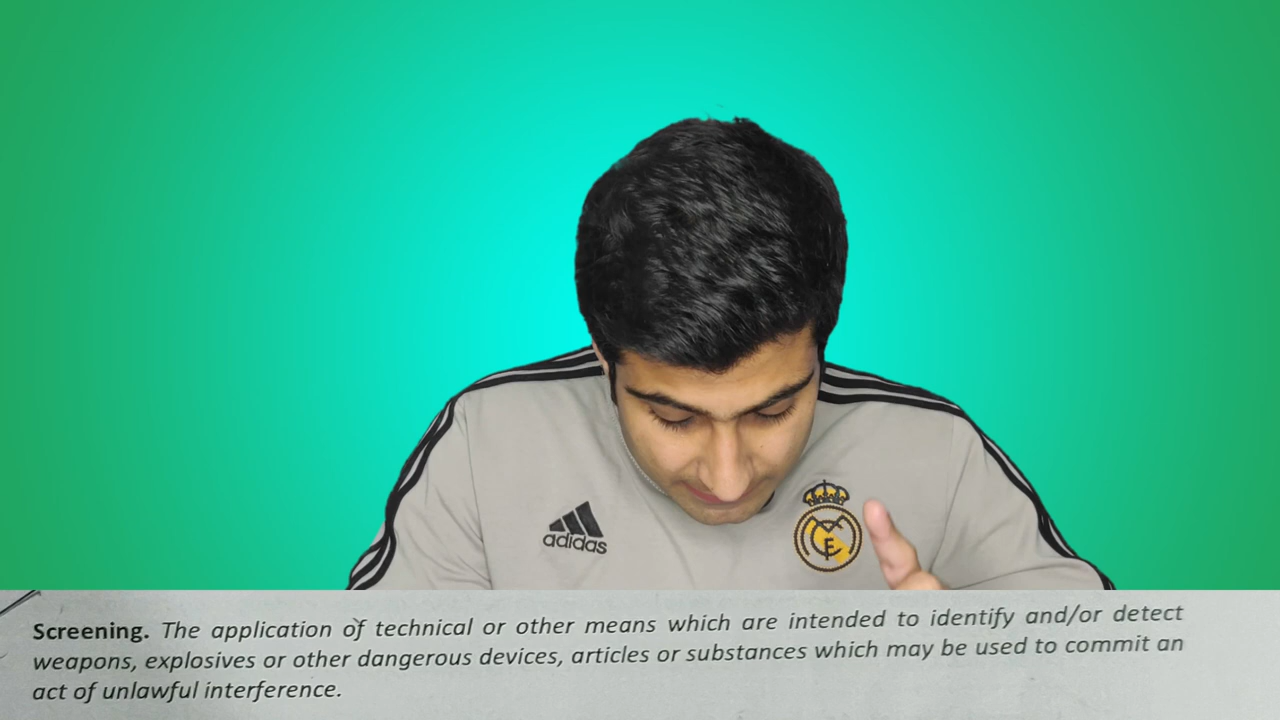 adidas
Screening. The application of technical or other means which are intended to identify and/or detect
weapons, explosives or other dangerous devices, articles or substances which may be used to commit an
act of unlawful interference.